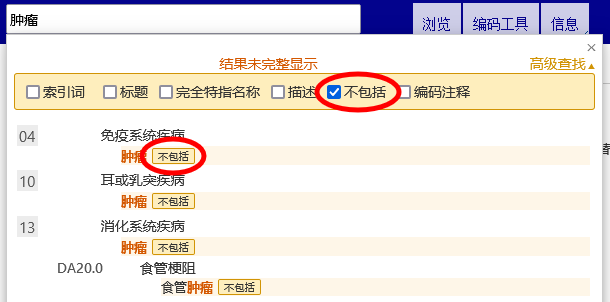 肿瘤
浏览 编码工具 信息
×
结果未完整显示 高级查找▲
索引词 标题 完全特指名称 描述 不包括 编码注释
04 免疫系统疾病
肿瘤 不包括
10 耳或乳突疾病
肿瘤 不包括
13 消化系统疾病
肿瘤 不包括
DA20.0 食管梗阻
食管肿瘤 不包括